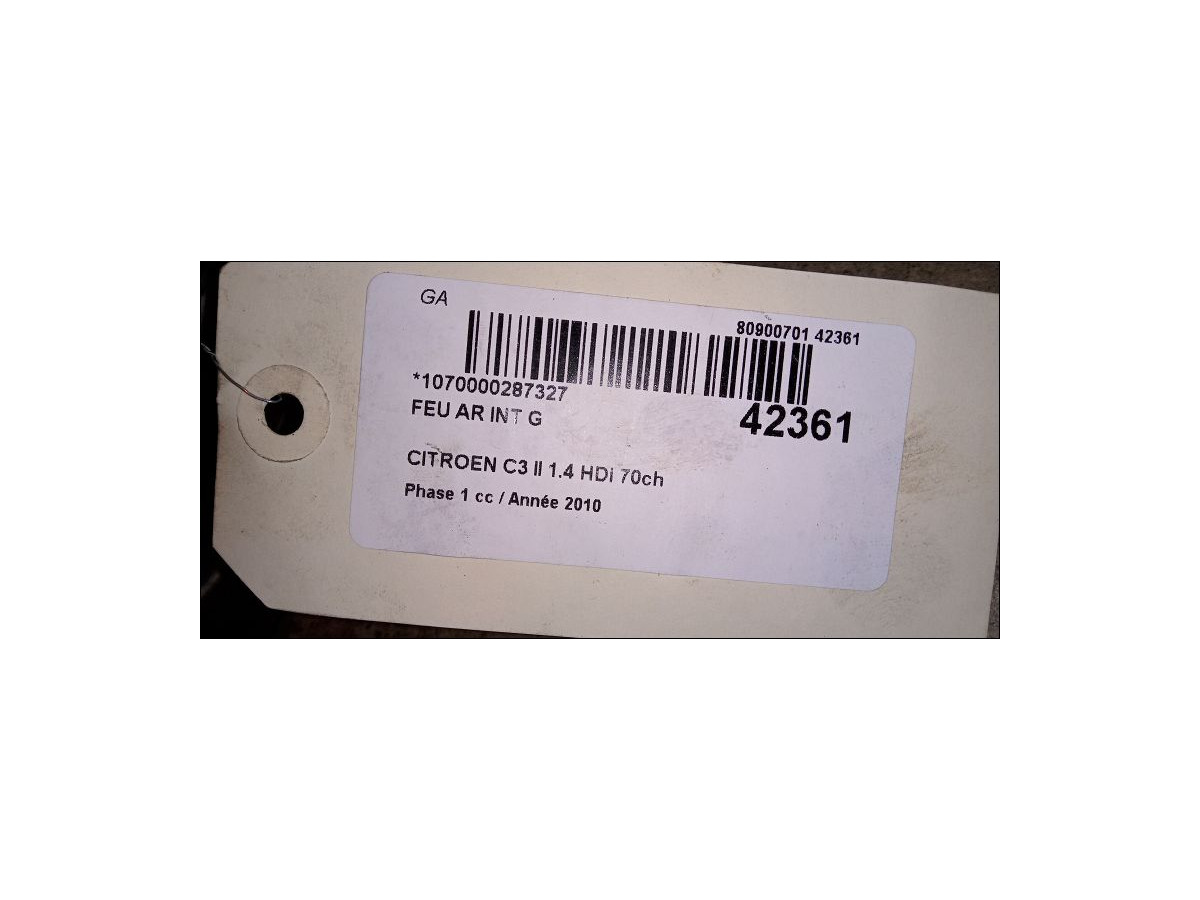 GA
80900701 42361
*1070000287327
FEU AR INT G
42361
CITROEN C3 II 1.4 HDi 70ch
Phase 1 cc / Année 2010